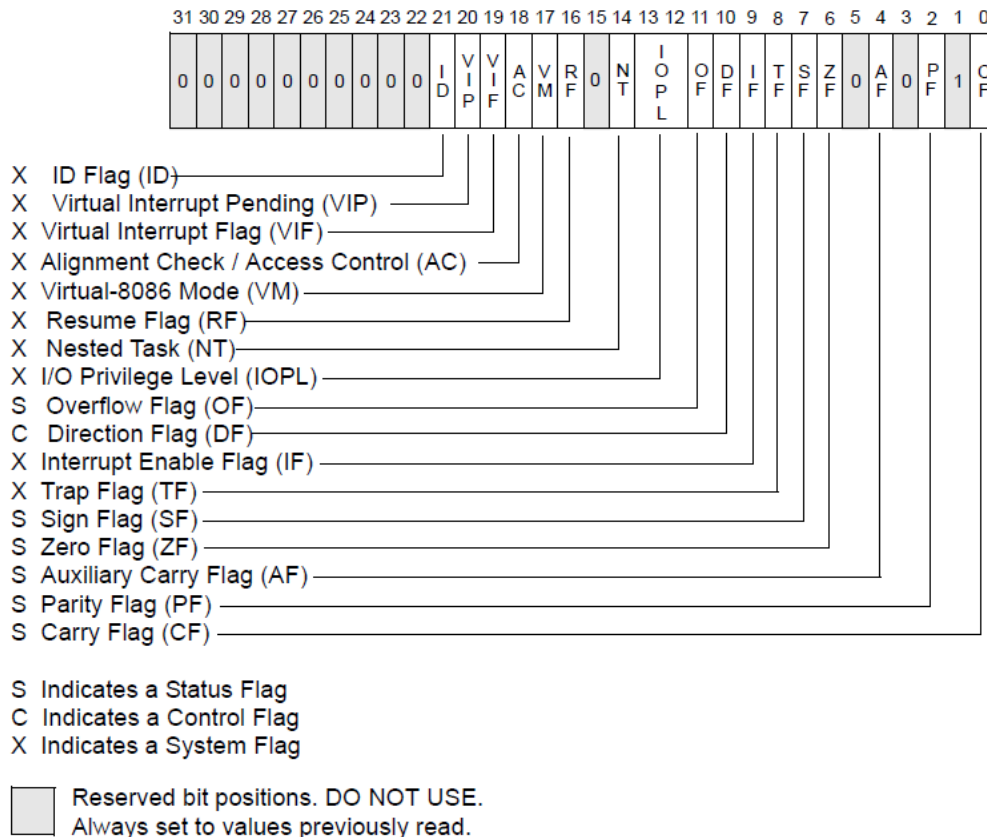 31 30 29 28 27 26 25 24 23 22 21 20 19 18 17 16 15 14 13 12 11 10 9 8 7 6 5 4 3 2 1 0
0 0 0 0 0 0 0 0 0 0 ID VIP VIF AC VM RF 0 NT IOPL OF DF IF TF SF ZF 0 AF 0 PF 1 CF
X ID Flag (ID)
X Virtual Interrupt Pending (VIP)
X Virtual Interrupt Flag (VIF)
X Alignment Check / Access Control (AC)
X Virtual-8086 Mode (VM)
X Resume Flag (RF)
X Nested Task (NT)
X I/O Privilege Level (IOPL)
S Overflow Flag (OF)
C Direction Flag (DF)
X Interrupt Enable Flag (IF)
X Trap Flag (TF)
S Sign Flag (SF)
S Zero Flag (ZF)
S Auxiliary Carry Flag (AF)
S Parity Flag (PF)
S Carry Flag (CF)
S Indicates a Status Flag
C Indicates a Control Flag
X Indicates a System Flag
Reserved bit positions. DO NOT USE.
Always set to values previously read.